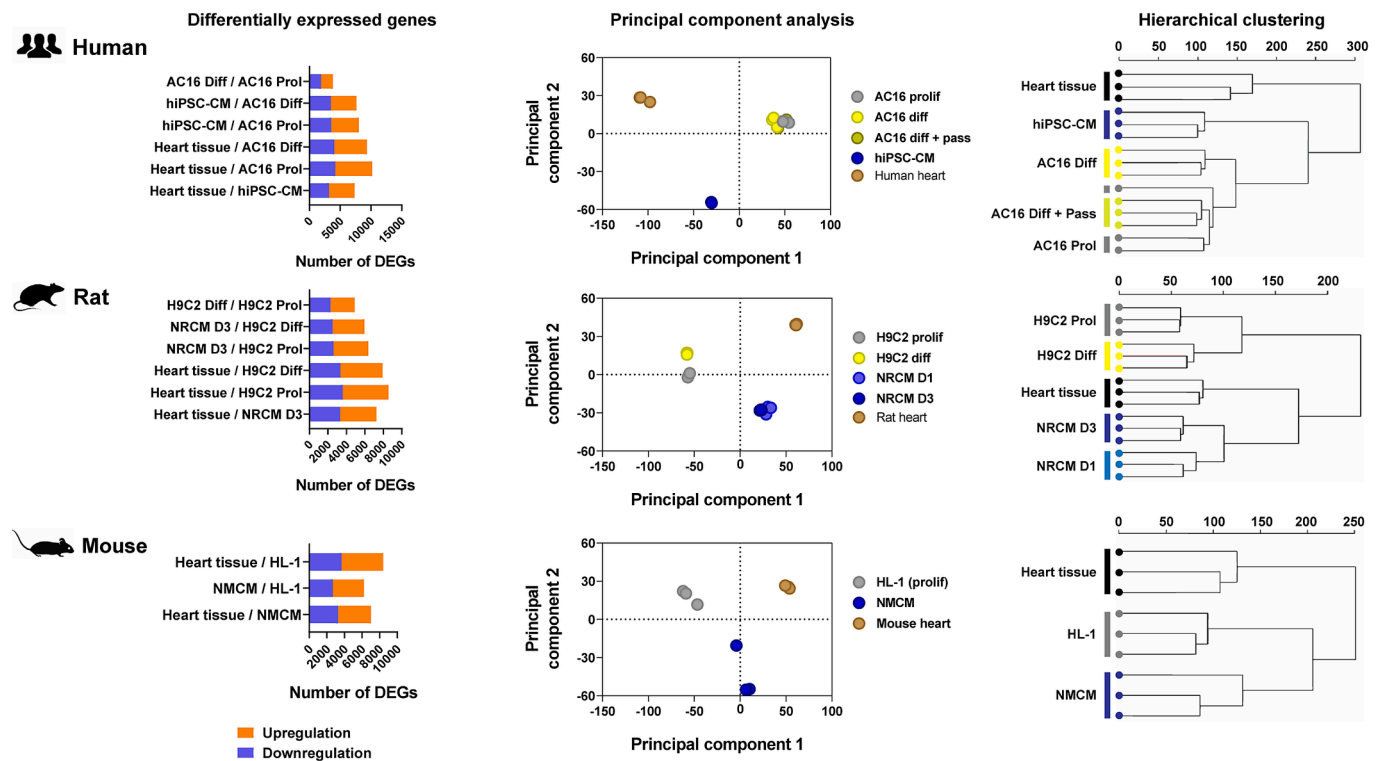 Differentially expressed genes
Principal component analysis
Hierarchical clustering
Human
AC16 Diff / AC16 Prol
hiPSC-CM / AC16 Diff
hiPSC-CM / AC16 Prol
Heart tissue / AC16 Diff
Heart tissue / AC16 Prol
Heart tissue / hiPSC-CM
0
5000
10000
15000
Number of DEGs
Principal
component 2
60
30
0
-30
-60
-150
-100
-50
0
50
100
Principal component 1
AC16 prolif
AC16 diff
AC16 diff + pass
hiPSC-CM
Human heart
0 50 100 150 200 250 300
Heart tissue
hiPSC-CM
AC16 Diff
AC16 Diff + Pass
AC16 Prol
Rat
H9C2 Diff / H9C2 Prol
NRCM D3 / H9C2 Diff
NRCM D3 / H9C2 Prol
Heart tissue / H9C2 Diff
Heart tissue / H9C2 Prol
Heart tissue / NRCM D3
0
2000
4000
6000
8000
10000
Number of DEGs
Principal
component 2
60
30
0
-30
-60
-150
-100
-50
0
50
100
Principal component 1
H9C2 prolif
H9C2 diff
NRCM D1
NRCM D3
Rat heart
0 50 100 150 200
H9C2 Prol
H9C2 Diff
Heart tissue
NRCM D3
NRCM D1
Mouse
Heart tissue / HL-1
NMCM / HL-1
Heart tissue / NMCM
0
2000
4000
6000
8000
10000
Number of DEGs
Upregulation
Downregulation
Principal
component 2
60
30
0
-30
-60
-150
-100
-50
0
50
100
Principal component 1
HL-1 (prolif)
NMCM
Mouse heart
0 50 100 150 200 250
Heart tissue
HL-1
NMCM